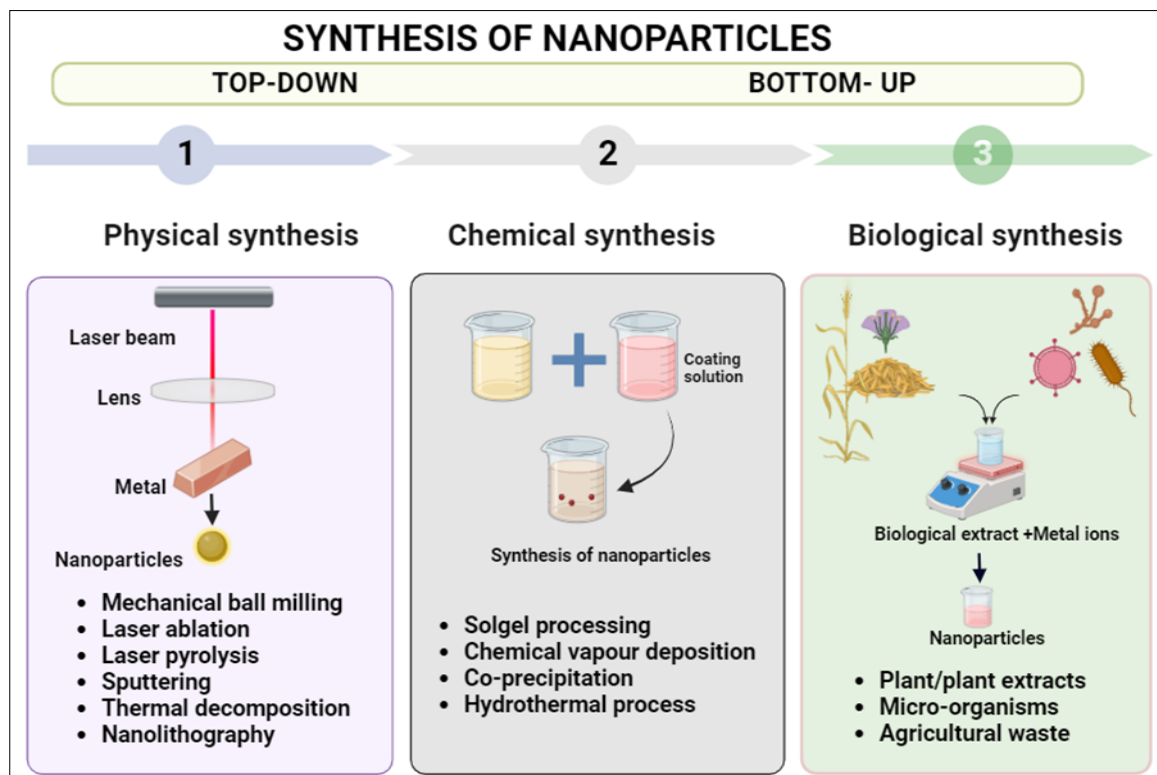 SYNTHESIS OF NANOPARTICLES
TOP-DOWN
BOTTOM- UP
1
2
3
Physical synthesis
Chemical synthesis
Biological synthesis
Laser beam
Lens
Metal
Nanoparticles
• Mechanical ball milling
• Laser ablation
• Laser pyrolysis
• Sputtering
• Thermal decomposition
• Nanolithography
Coating
solution
Synthesis of nanoparticles
• Solgel processing
• Chemical vapour deposition
• Co-precipitation
• Hydrothermal process
Biological extract +Metal ions
Nanoparticles
• Plant/plant extracts
• Micro-organisms
• Agricultural waste